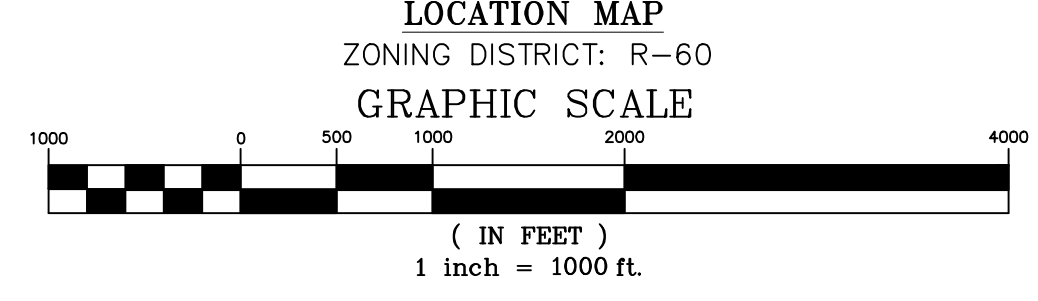 LOCATION MAP
ZONING DISTRICT: R-60
GRAPHIC SCALE
1000 0 500 1000 2000 4000
( IN FEET )
1 inch = 1000 ft.